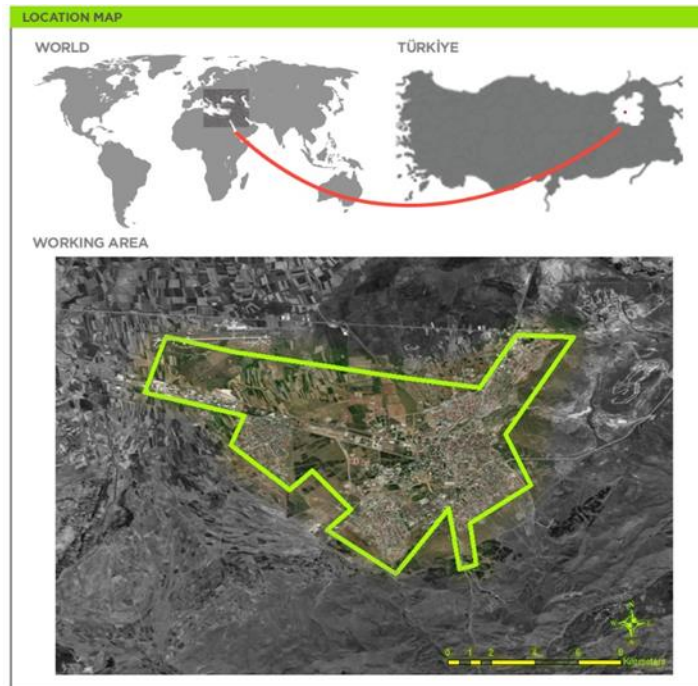 LOCATION MAP
WORLD
TÜRKİYE
WORKING AREA
0 1 2 4 6 8
Kilometers